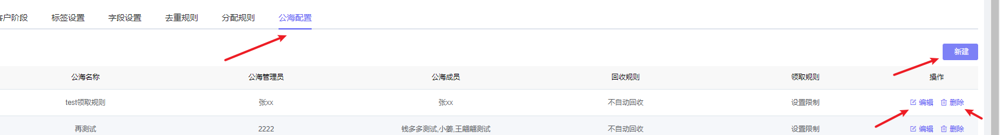 客户阶段 标签设置 字段设置 去重规则 分配规则 公海配置
新建
公海名称 公海管理员 公海成员 回收规则 领取规则 操作
test领取规则 张xx 张xx 不自动回收 设置限制 编辑 删除
再测试 2222 钱多多测试,小姜,王翩翩测试 不自动回收 设置限制 编辑 删除